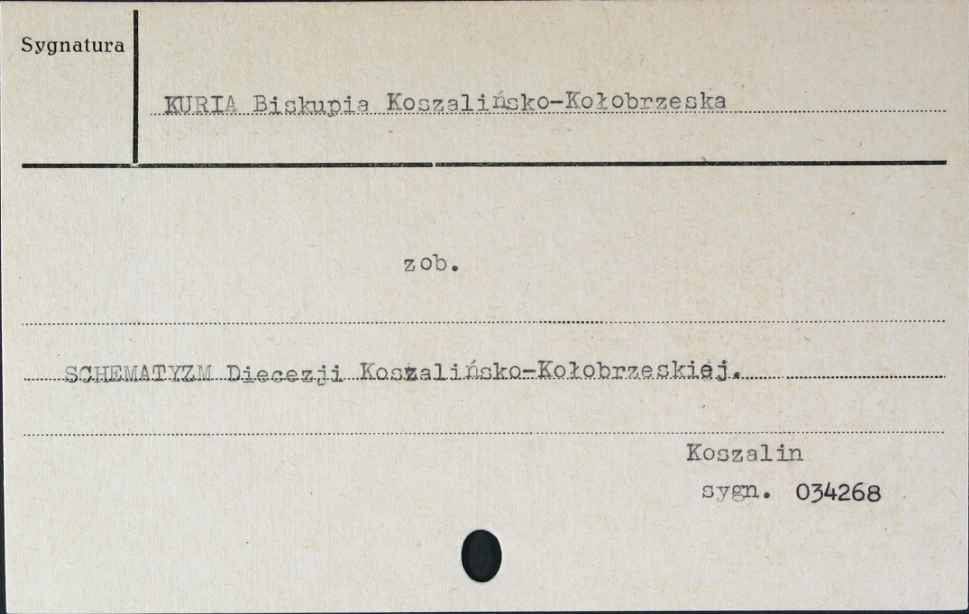 Sygnatura
KURIA Biskupia Koszalińsko-Kołobrzeska
zob.
SCHEMATYZM Diecezji Koszalińsko-Kołobrzeskiej.
Koszalin
sygn. 034268